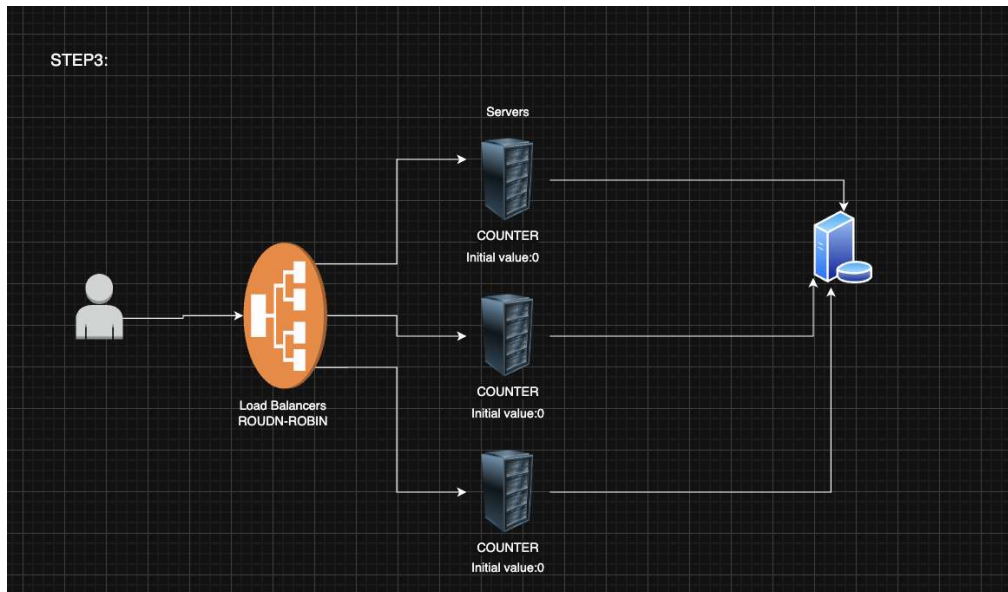 STEP3:
Servers
COUNTER
Initial value:0
Load Balancers
ROUDN-ROBIN
COUNTER
Initial value:0
COUNTER
Initial value:0